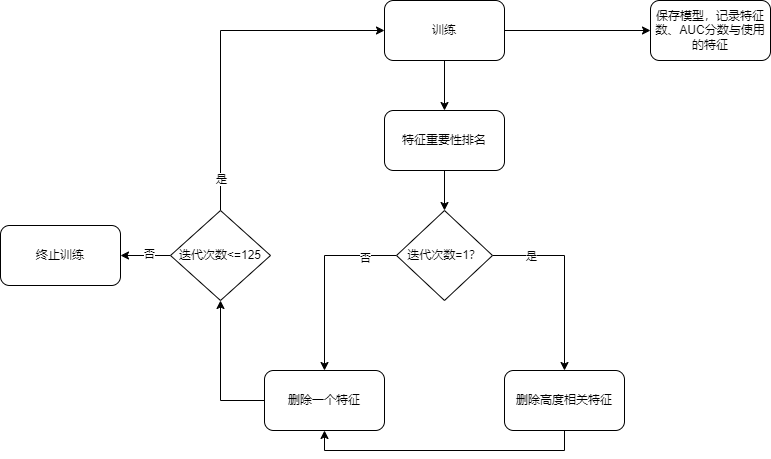 训练
保存模型，记录特征
数、AUC分数与使用
的特征
特征重要性排名
是
终止训练
否
迭代次数<=125
否
迭代次数=1?
是
删除一个特征
删除高度相关特征